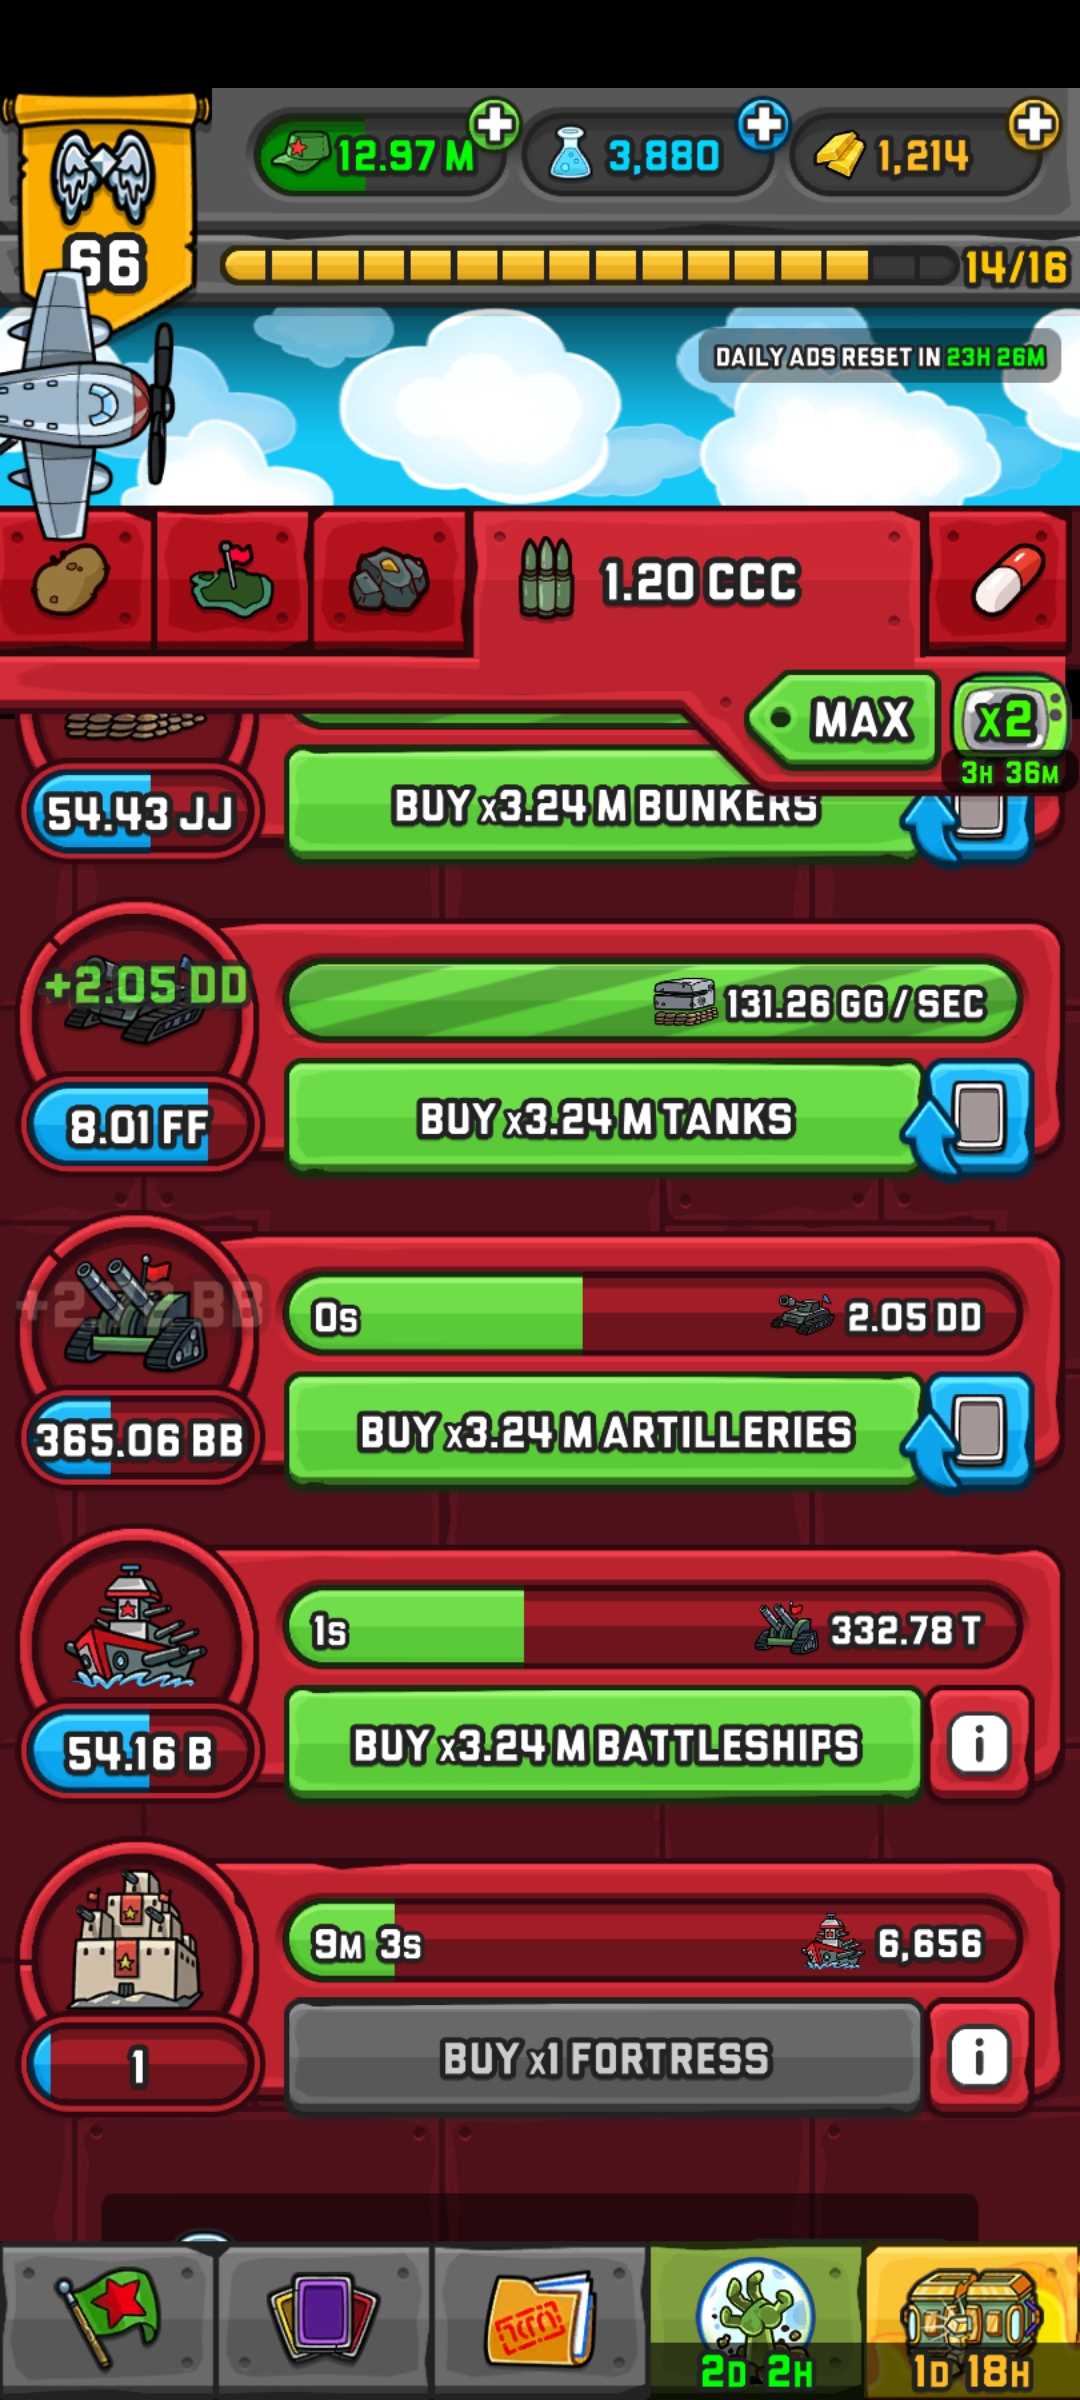 12.97 M
3,880
1,214
66
14/16
DAILY ADS RESET IN 23H 26M
1.20 CCC
MAX
x2
3H 36M
54.43 JJ
BUY x3.24 M BUNKERS
+2.05 DD
131.26 GG / SEC
8.01 FF
BUY x3.24 M TANKS
0s
2.05 DD
365.06 BB
BUY x3.24 M ARTILLERIES
1s
332.78 T
54.16 B
BUY x3.24 M BATTLESHIPS
i
9M 3s
6,656
1
BUY x1 FORTRESS
i
2D 2H
1D 18H